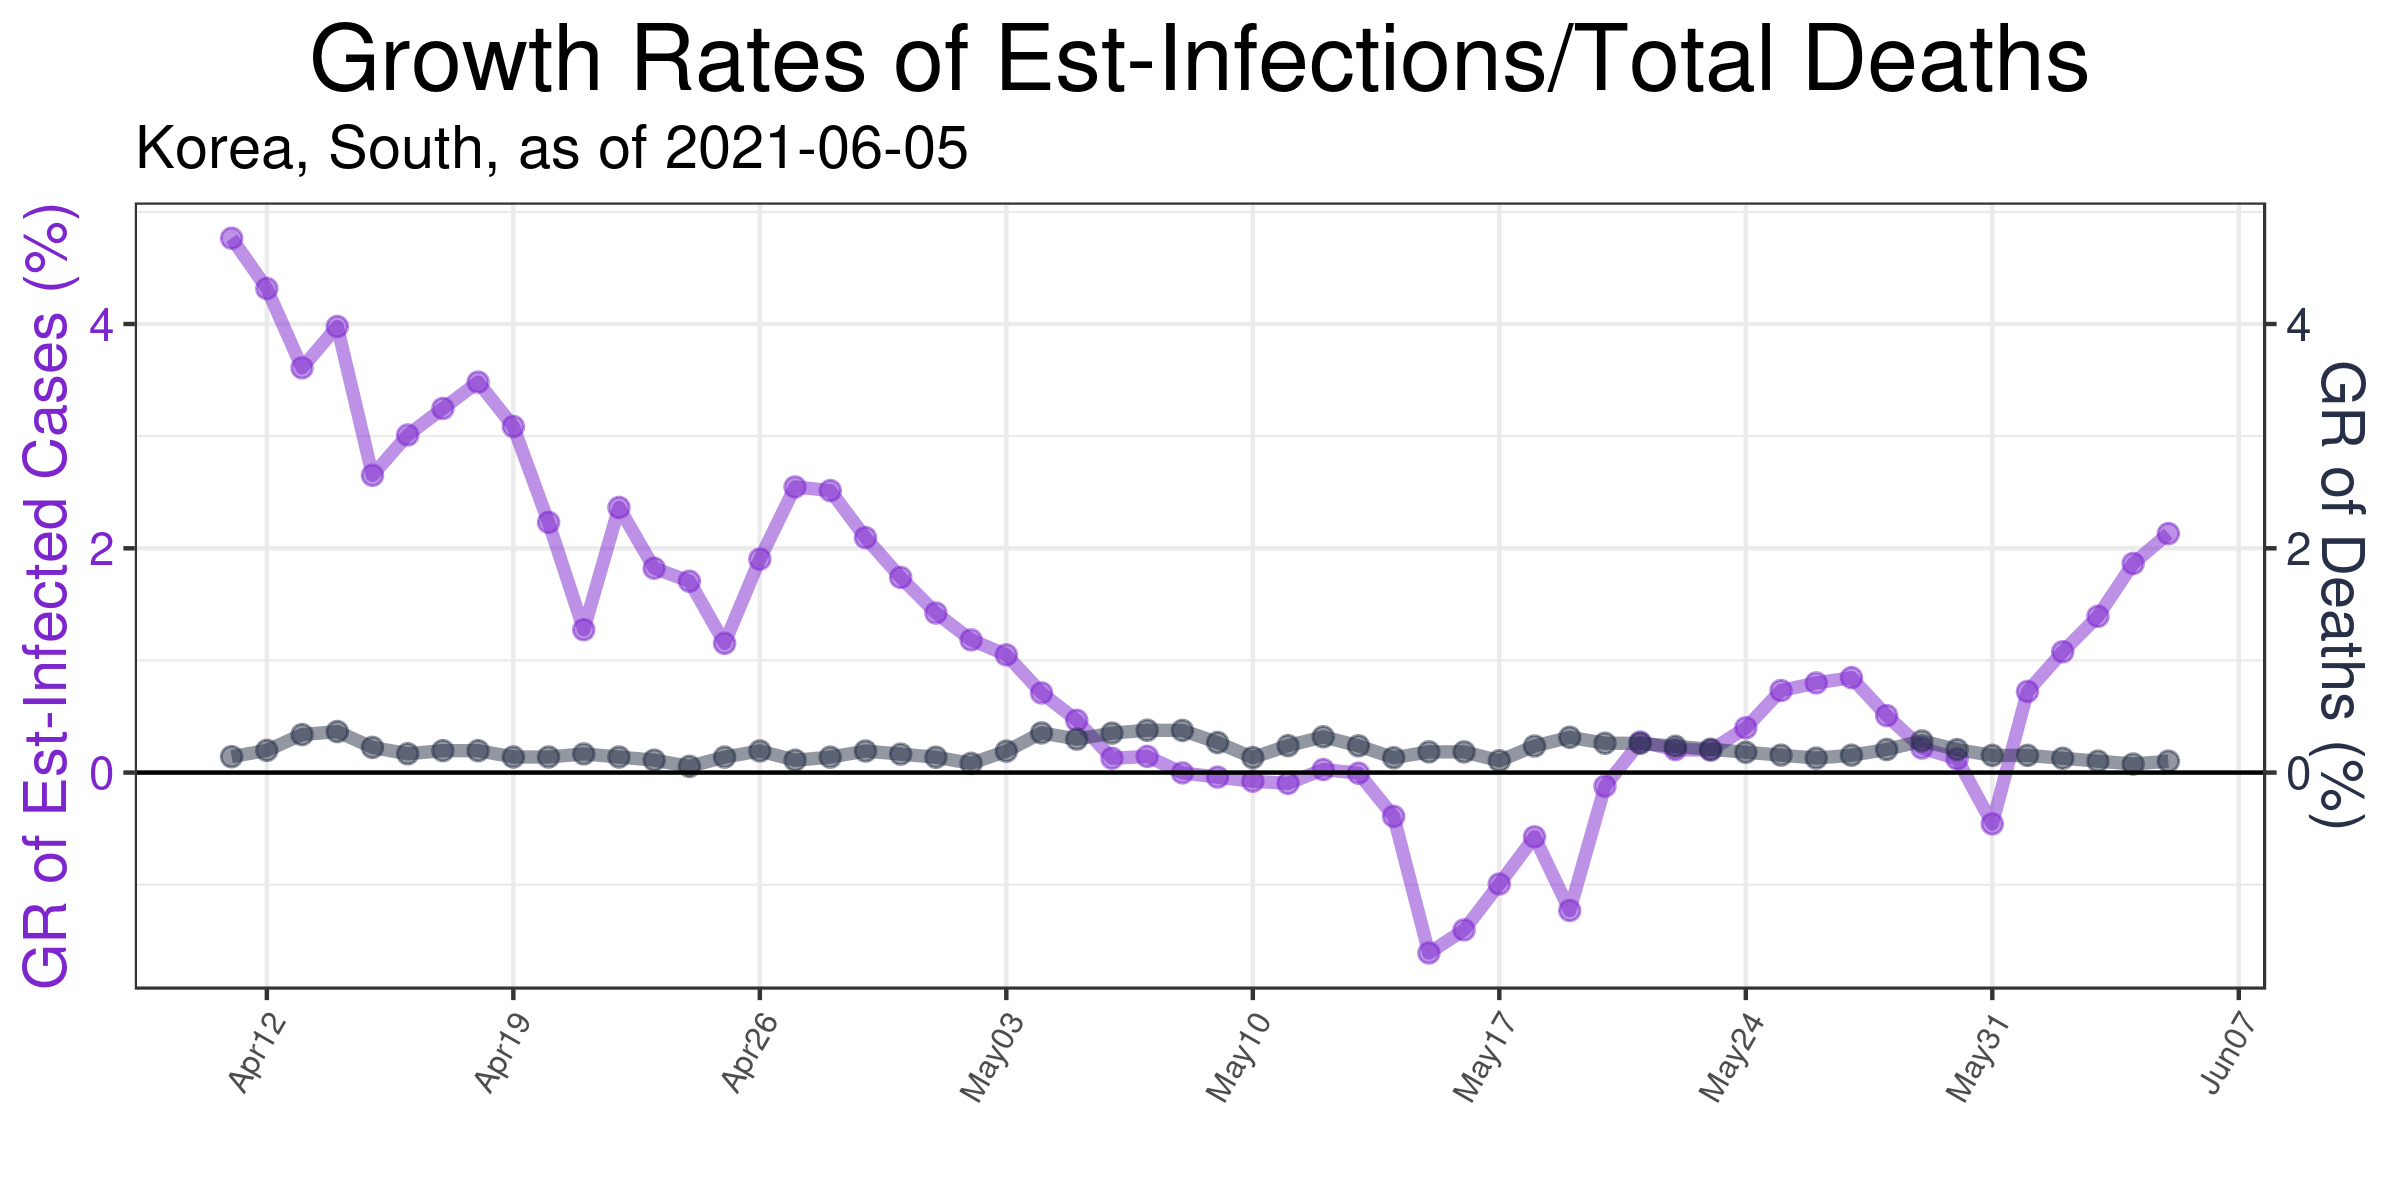 Growth Rates of Est-Infections/Total Deaths
Korea, South, as of 2021-06-05
GR of Est-Infected Cases (%)
4
2
0
4
2
0
GR of Deaths (%)
Apr12
Apr19
Apr26
May03
May10
May17
May24
May31
Jun07